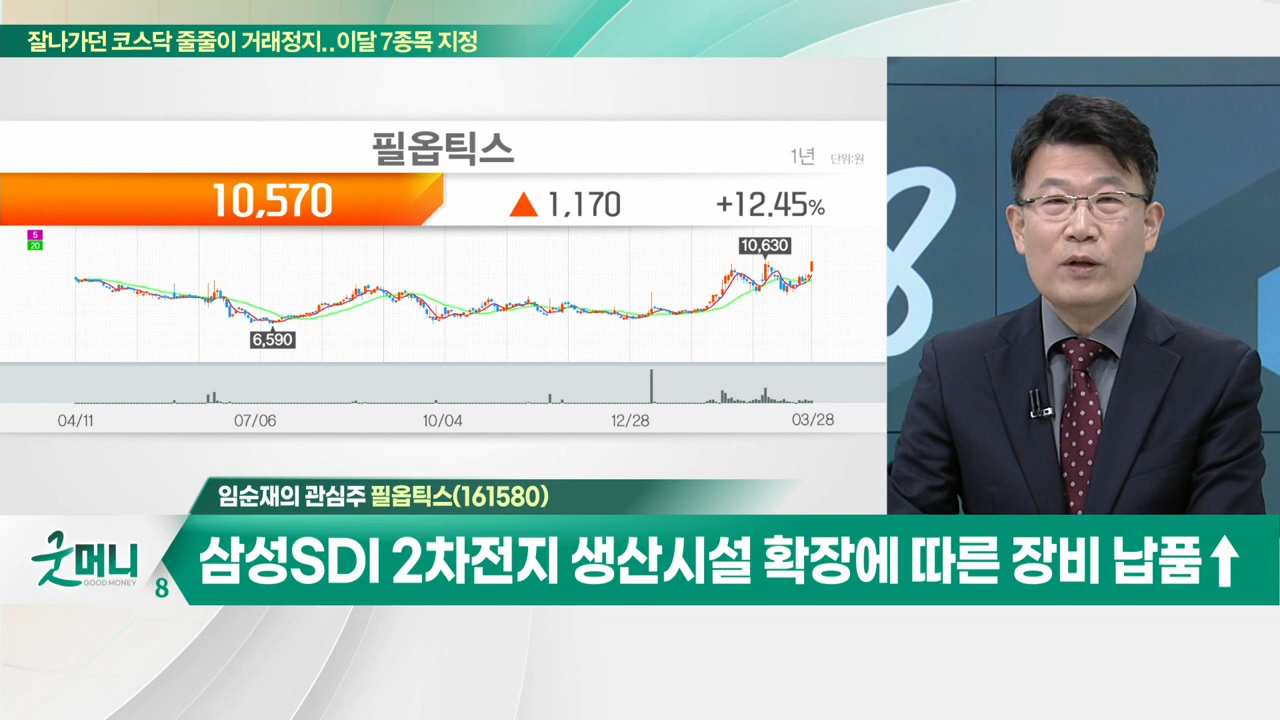 잘나가던 코스닥 줄줄이 거래정지..이달 7종목 지정
필옵틱스
1년 단위:원
10,570 ▲ 1,170 +12.45%
5
20
10,630
6,590
04/11 07/06 10/04 12/28 03/28
임순재의 관심주 필옵틱스(161580)
굿머니
GOOD MONEY
8
삼성SDI 2차전지 생산시설 확장에 따른 장비 납품↑